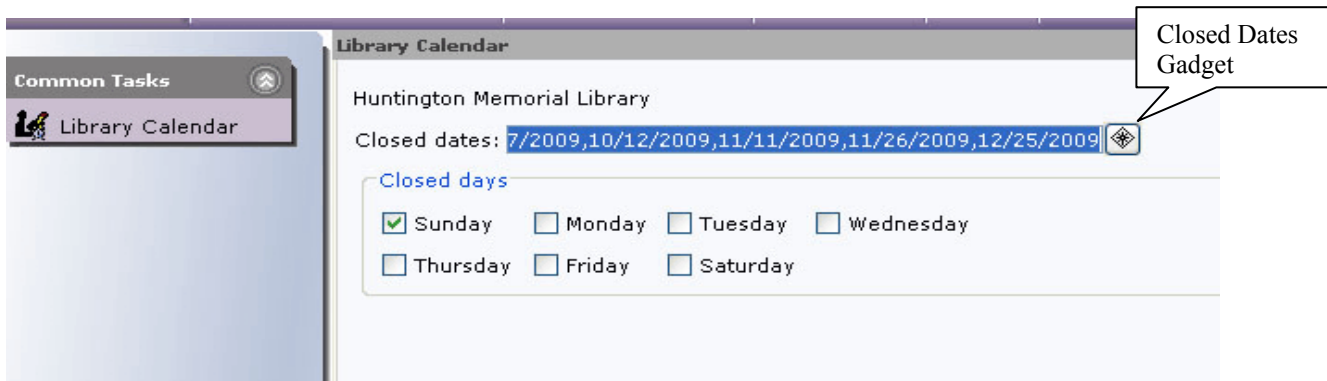 Library Calendar
Closed Dates
Gadget
Common Tasks
Library Calendar
Huntington Memorial Library
Closed dates: 7/2009,10/12/2009,11/11/2009,11/26/2009,12/25/2009
Closed days
Sunday Monday Tuesday Wednesday
Thursday Friday Saturday